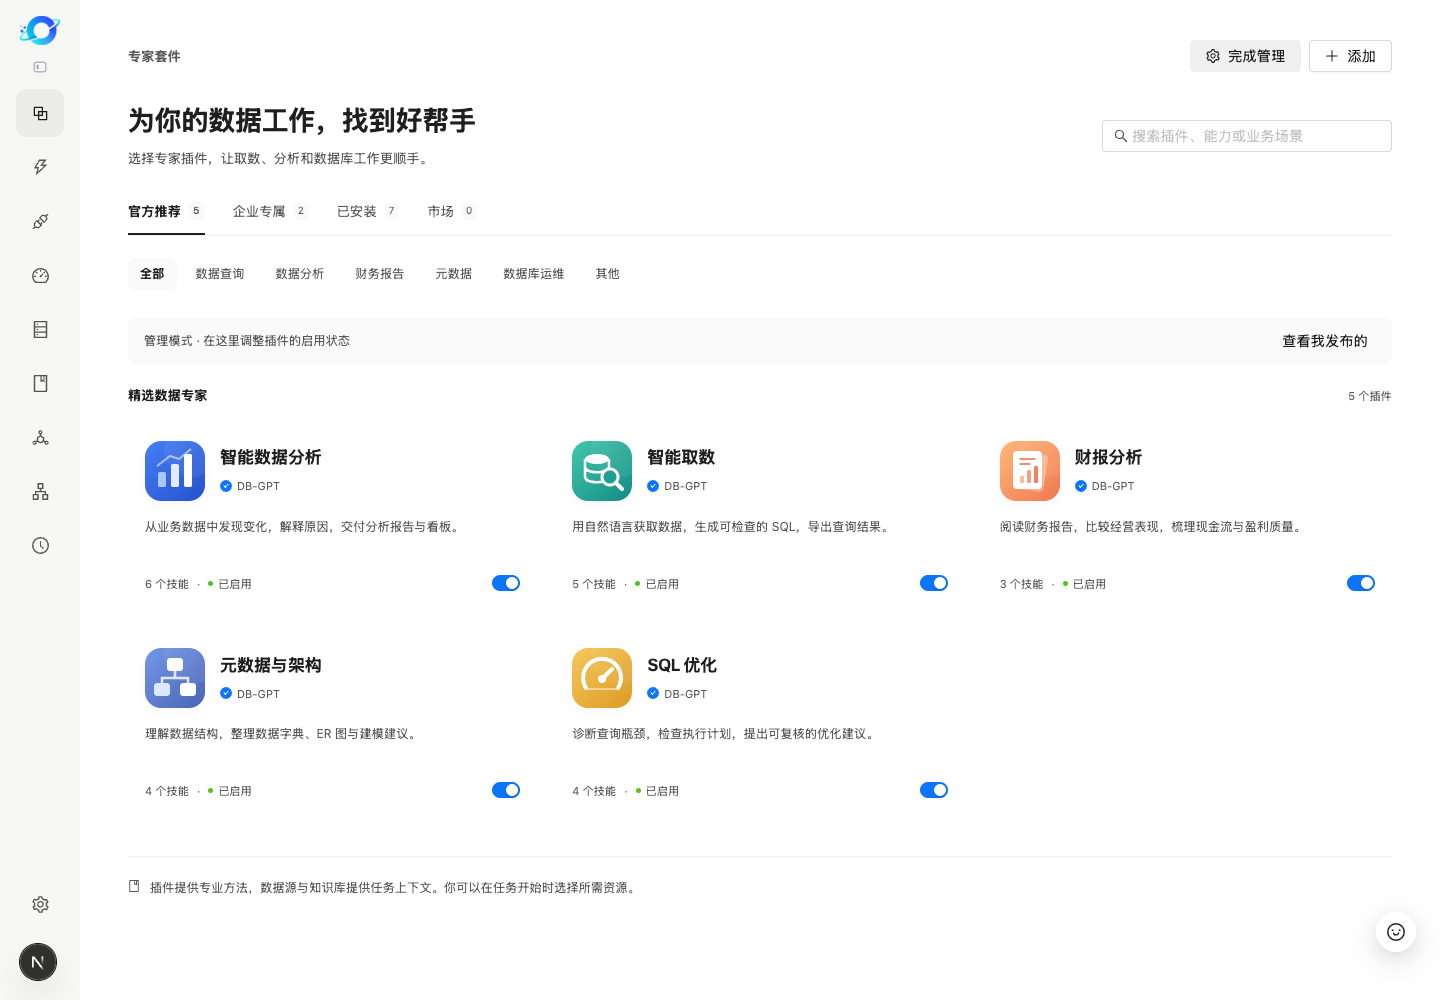 专家套件
完成管理
添加
为你的数据工作，找到好帮手
选择专家插件，让取数、分析和数据库工作更顺手。
搜索插件、能力或业务场景
官方推荐 5 企业专属 2 已安装 7 市场 0
全部 数据查询 数据分析 财务报告 元数据 数据库运维 其他
管理模式 · 在这里调整插件的启用状态
查看我发布的
精选数据专家
5 个插件
智能数据分析
DB-GPT
从业务数据中发现变化，解释原因，交付分析报告与看板。
6 个技能 · 已启用
智能取数
DB-GPT
用自然语言获取数据，生成可检查的 SQL，导出查询结果。
5 个技能 · 已启用
财报分析
DB-GPT
阅读财务报告，比较经营表现，梳理现金流与盈利质量。
3 个技能 · 已启用
元数据与架构
DB-GPT
理解数据结构，整理数据字典、ER 图与建模建议。
4 个技能 · 已启用
SQL 优化
DB-GPT
诊断查询瓶颈，检查执行计划，提出可复核的优化建议。
4 个技能 · 已启用
插件提供专业方法，数据源与知识库提供任务上下文。你可以在任务开始时选择所需资源。
N